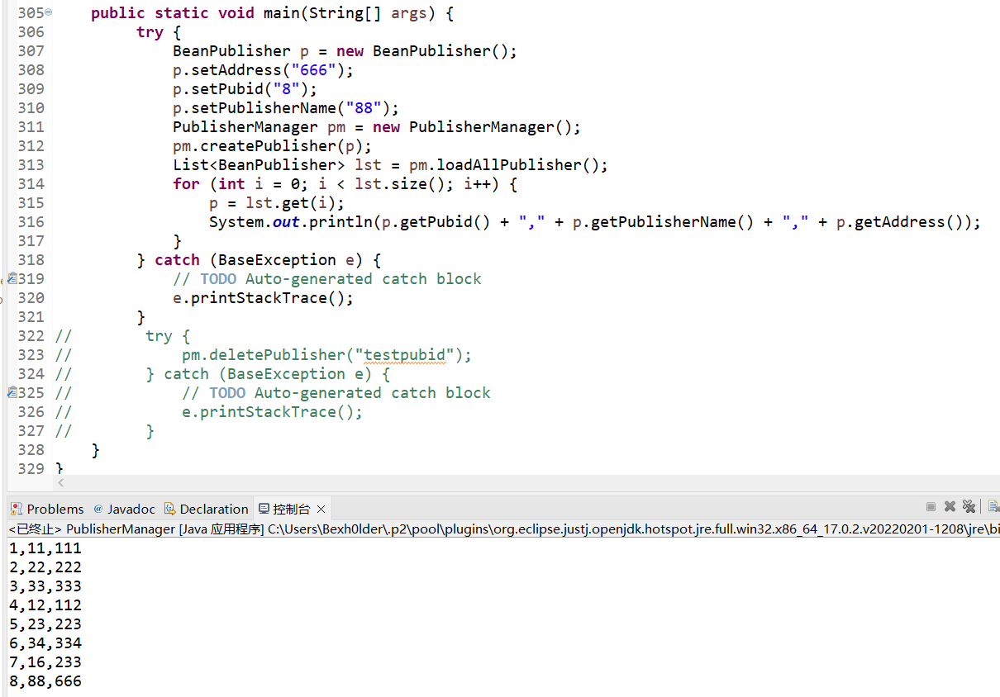 305 public static void main(String[] args) {
306 try {
307 BeanPublisher p = new BeanPublisher();
308 p.setAddress("666");
309 p.setPubid("8");
310 p.setPublisherName("88");
311 PublisherManager pm = new PublisherManager();
312 pm.createPublisher(p);
313 List<BeanPublisher> lst = pm.loadAllPublisher();
314 for (int i = 0; i < lst.size(); i++) {
315 p = lst.get(i);
316 System.out.println(p.getPubid() + "," + p.getPublisherName() + "," + p.getAddress());
317 }
318 } catch (BaseException e) {
319 // TODO Auto-generated catch block
320 e.printStackTrace();
321 }
322 // try {
323 // pm.deletePublisher("testpubid");
324 // } catch (BaseException e) {
325 // // TODO Auto-generated catch block
326 // e.printStackTrace();
327 // }
328 }
329 }
Problems @ Javadoc Declaration 控制台
<已终止> PublisherManager [Java 应用程序] C:\Users\Bexh0lder\.p2\pool\plugins\org.eclipse.justj.openjdk.hotspot.jre.full.win32.x86_64_17.0.2.v20220201-1208\jre\bi
1,11,111
2,22,222
3,33,333
4,12,112
5,23,223
6,34,334
7,16,233
8,88,666